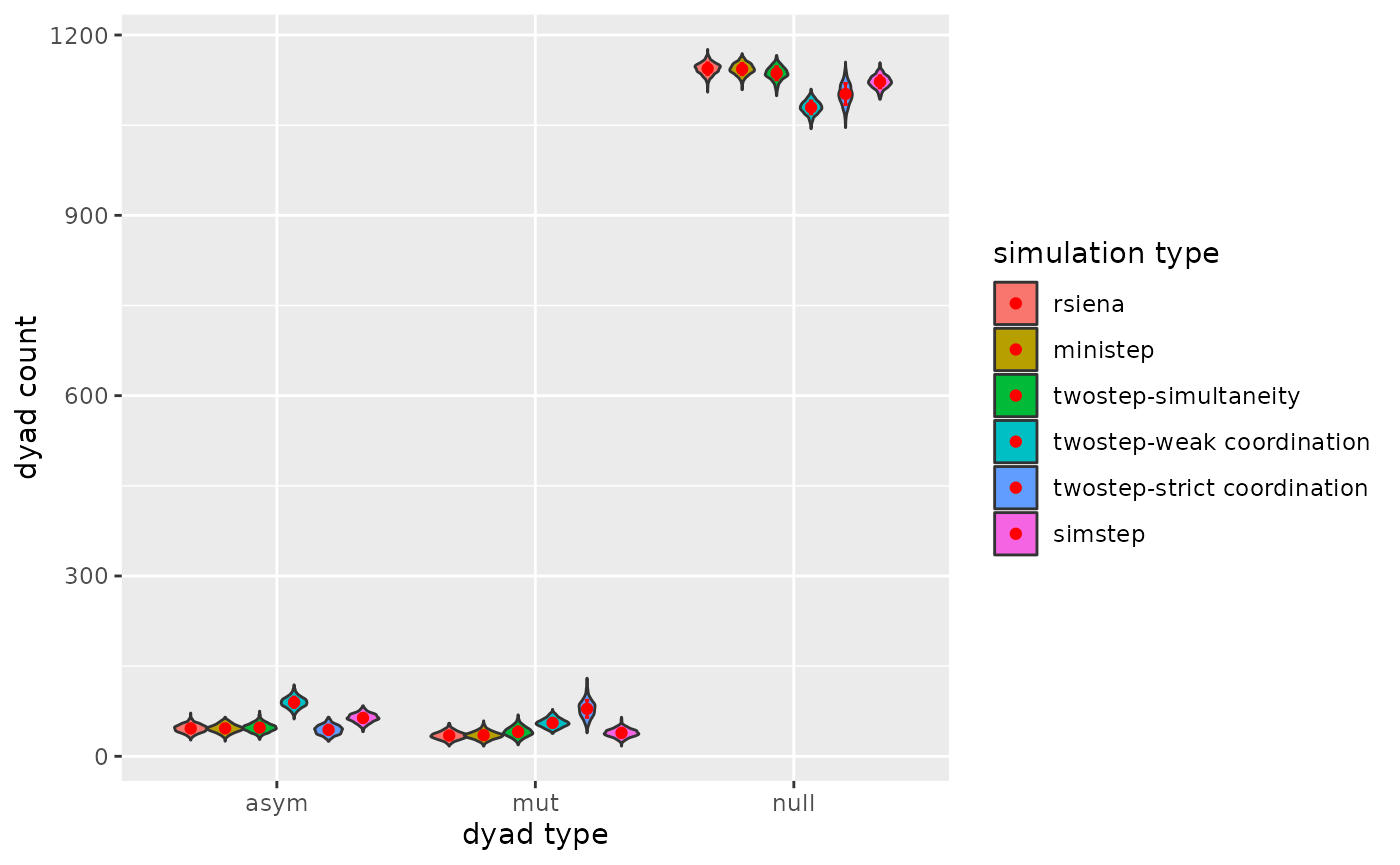 1200
900
600
300
0
dyad count
asym
mut
null
dyad type
simulation type
rsiena
ministep
twostep-simultaneity
twostep-weak coordination
twostep-strict coordination
simstep